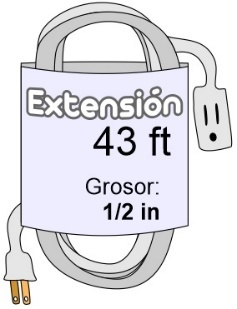 Extensión
43 ft
Grosor:
1/2 in